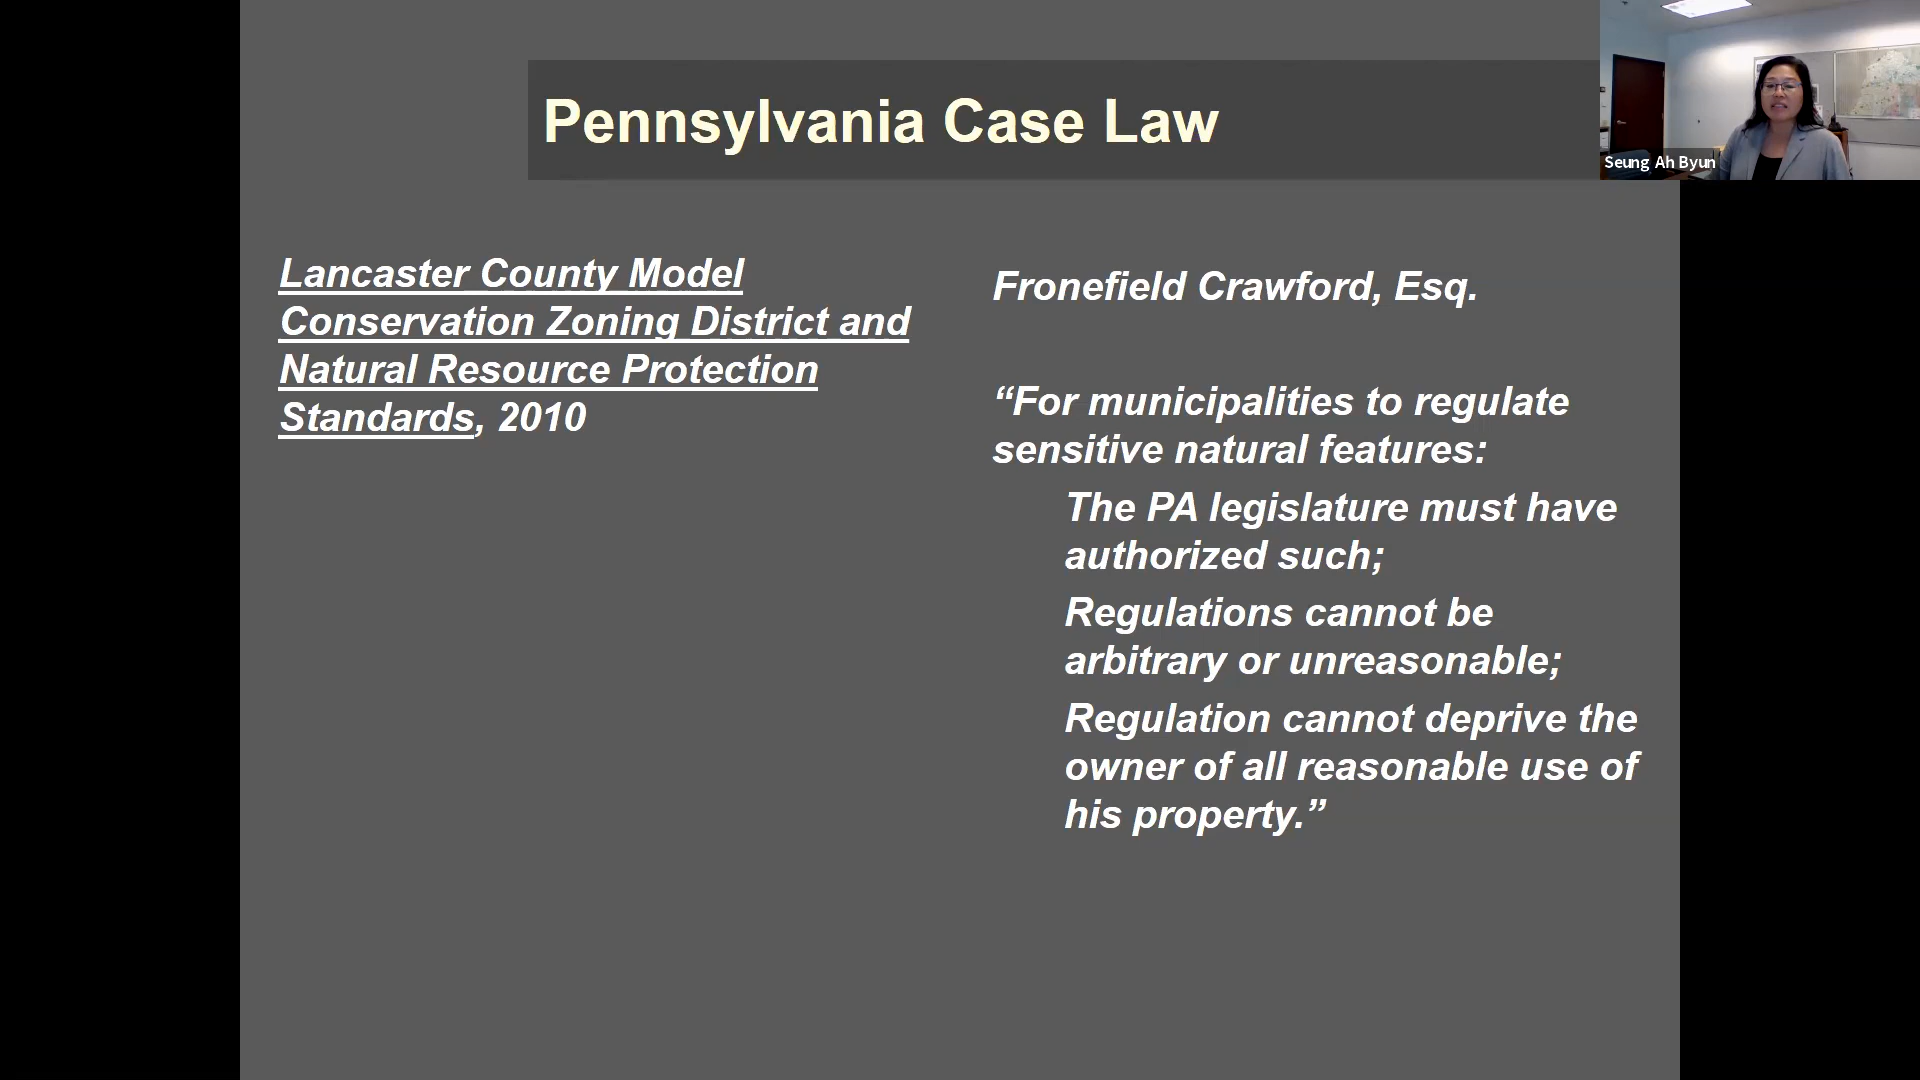 Pennsylvania Case Law
Seung Ah Byun
Lancaster County Model
Conservation Zoning District and
Natural Resource Protection
Standards, 2010
Fronefield Crawford, Esq.
“For municipalities to regulate
sensitive natural features:
The PA legislature must have
authorized such;
Regulations cannot be
arbitrary or unreasonable;
Regulation cannot deprive the
owner of all reasonable use of
his property.”